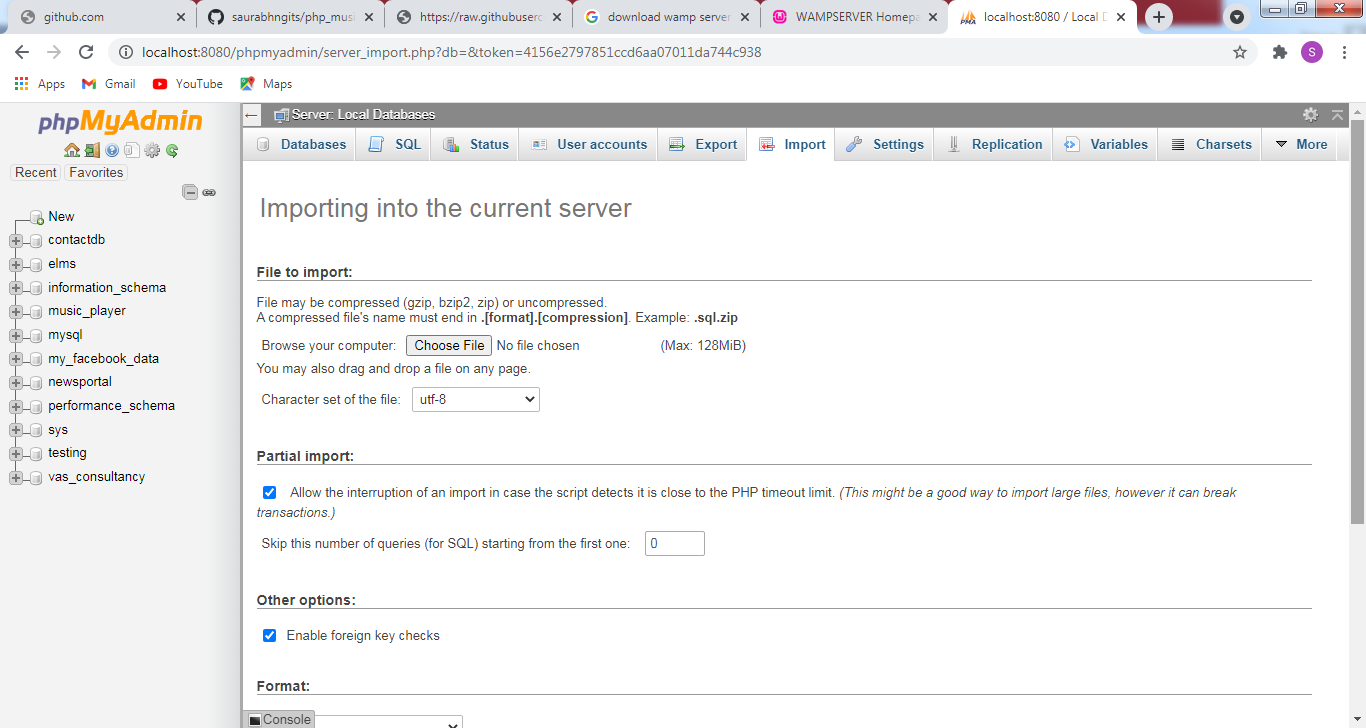 github.com
saurabhngits/php_mus
https://raw.githubuserc
download wamp server
WAMPSERVER Homepa
localhost:8080 / Local D
localhost:8080/phpmyadmin/server_import.php?db=&token=4156e2797851ccd6aa07011da744c938
S
Apps
Gmail
YouTube
Maps
phpMyAdmin
Recent
Favorites
New
contactdb
elms
information_schema
music_player
mysql
my_facebook_data
newsportal
performance_schema
sys
testing
vas_consultancy
Server: Local Databases
Databases
SQL
Status
User accounts
Export
Import
Settings
Replication
Variables
Charsets
More
Importing into the current server
File to import:
File may be compressed (gzip, bzip2, zip) or uncompressed.
A compressed file's name must end in .[format].[compression]. Example: .sql.zip
Browse your computer: Choose File No file chosen (Max: 128MiB)
You may also drag and drop a file on any page.
Character set of the file: utf-8
Partial import:
Allow the interruption of an import in case the script detects it is close to the PHP timeout limit. (This might be a good way to import large files, however it can break
transactions.)
Skip this number of queries (for SQL) starting from the first one: 0
Other options:
Enable foreign key checks
Format:
Console